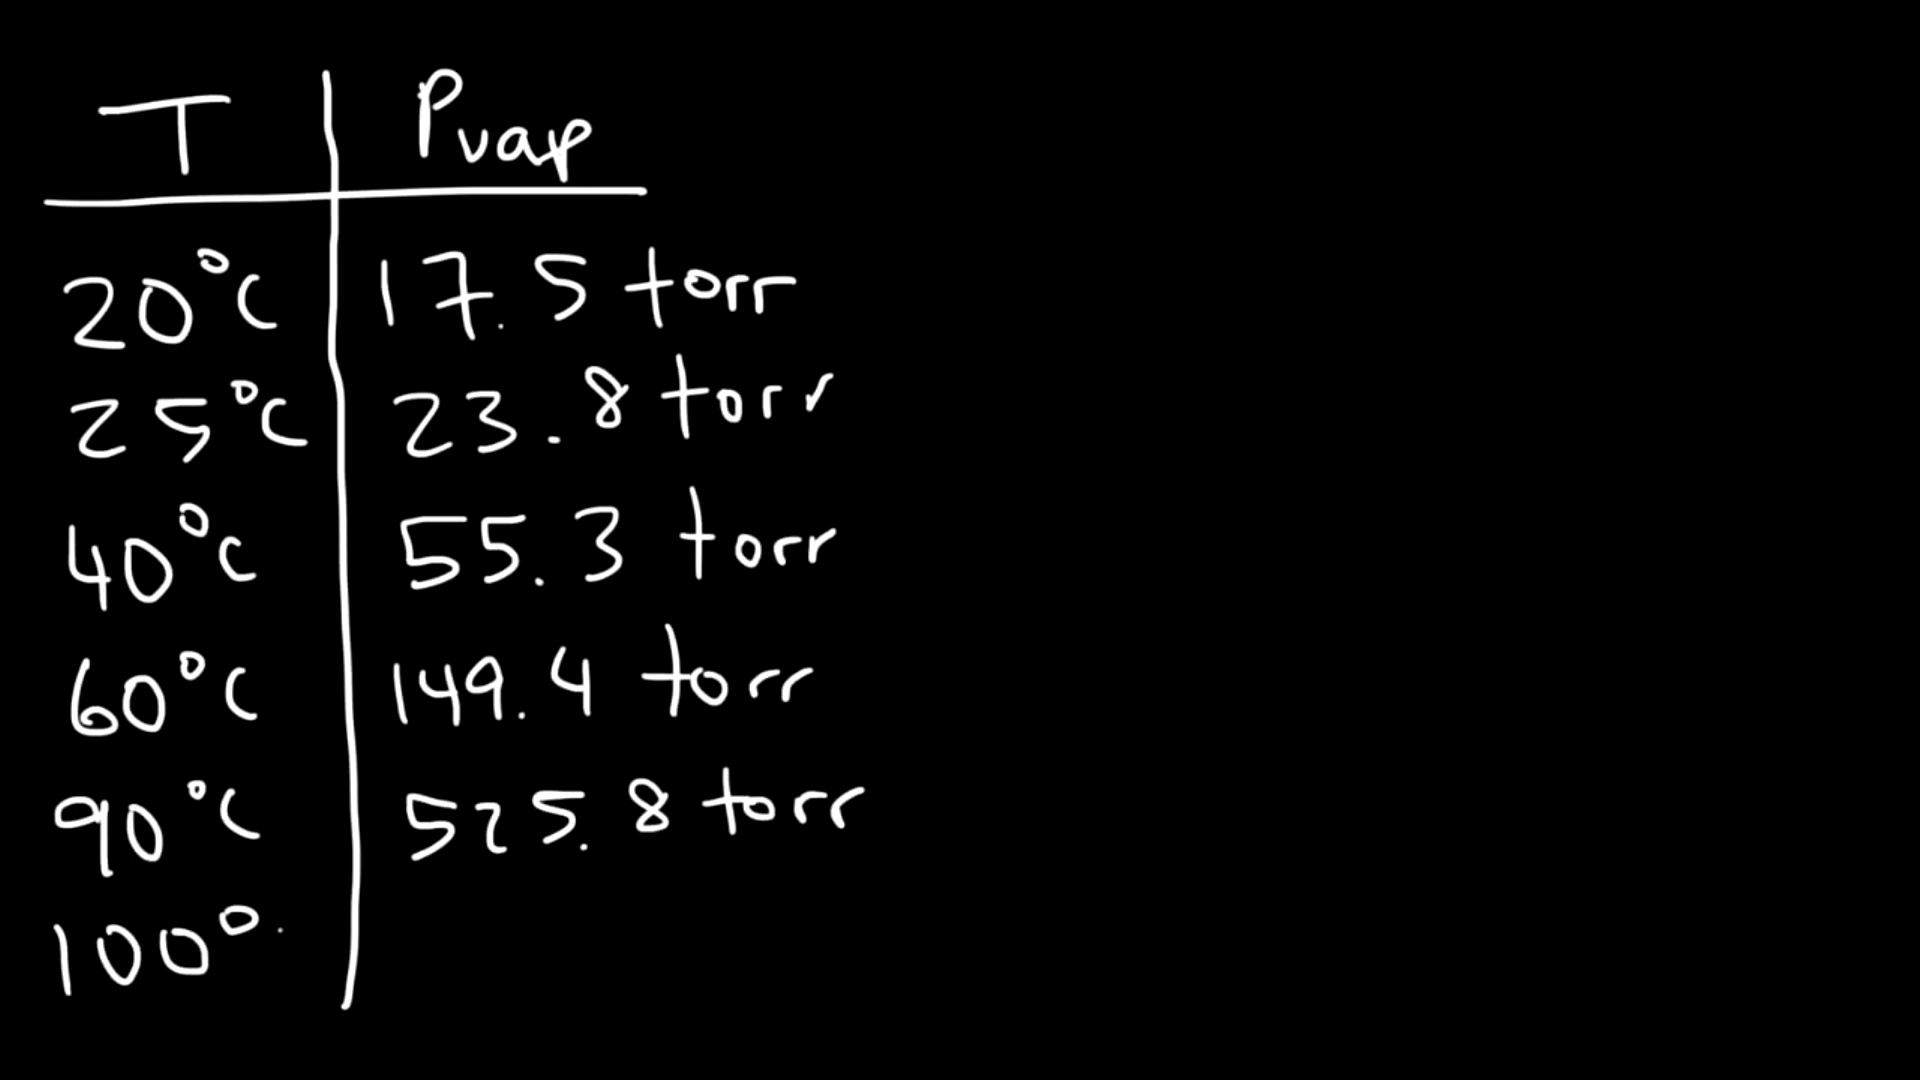 T Pvap
20°C 17.5 torr
25°C 23.8 torr
40°C 55.3 torr
60°C 149.4 torr
90°C 525.8 torr
100°